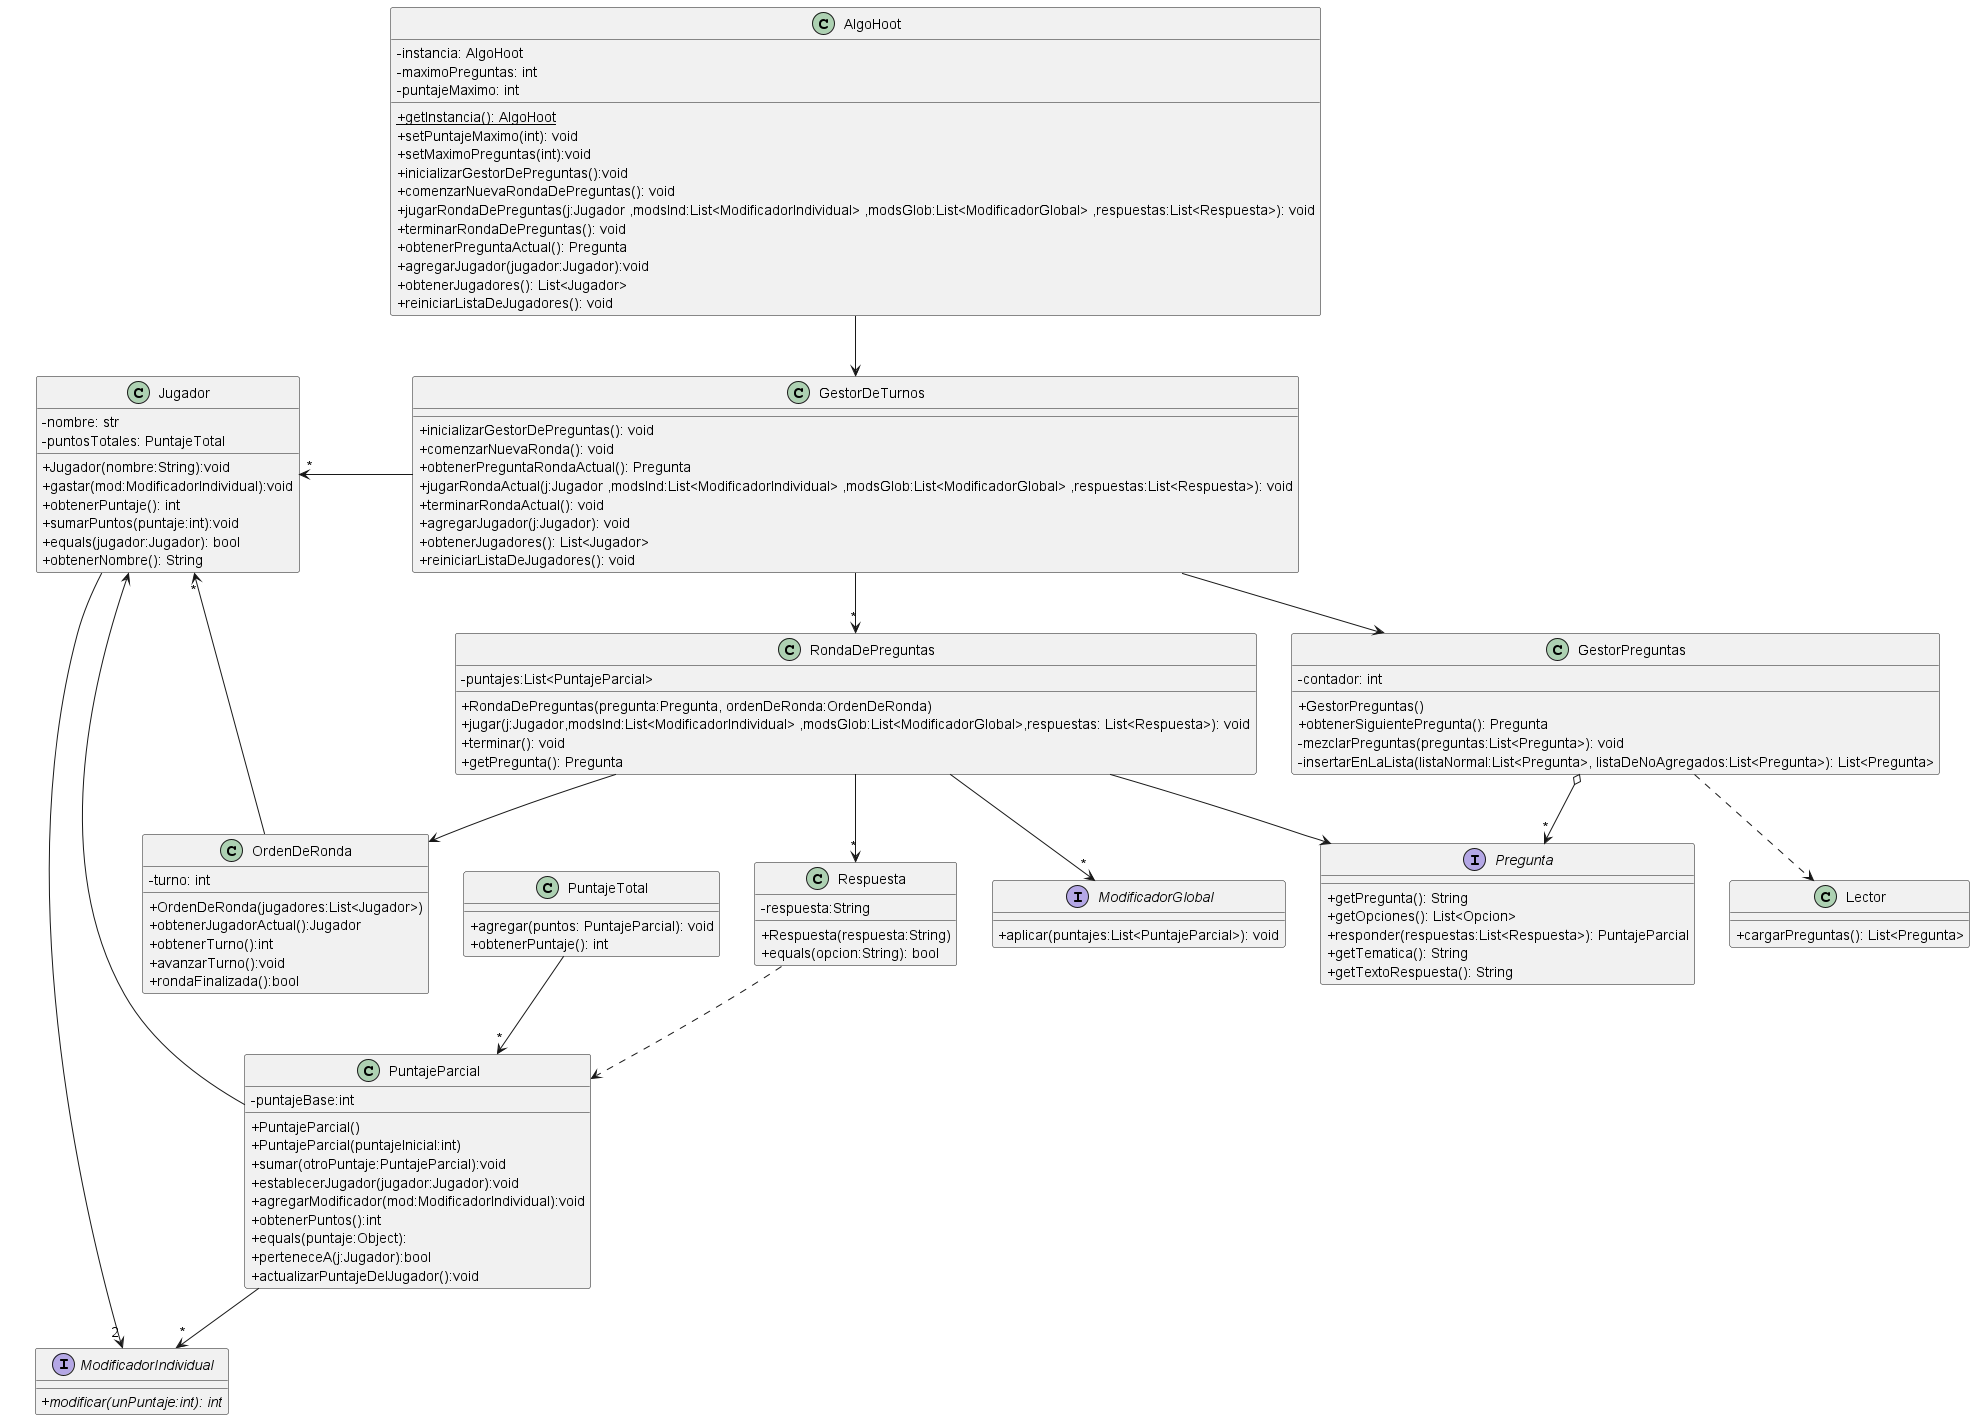 C AlgoHoot
-instancia: AlgoHoot
-maximoPreguntas: int
-puntajeMaximo: int
+getInstancia(): AlgoHoot
+setPuntajeMaximo(int): void
+setMaximoPreguntas(int):void
+inicializarGestorDePreguntas():void
+comenzarNuevaRondaDePreguntas(): void
+jugarRondaDePreguntas(j:Jugador ,modsInd:List<ModificadorIndividual> ,modsGlob:List<ModificadorGlobal> ,respuestas:List<Respuesta>): void
+terminarRondaDePreguntas(): void
+obtenerPreguntaActual(): Pregunta
+agregarJugador(jugador:Jugador):void
+obtenerJugadores(): List<Jugador>
+reiniciarListaDeJugadores(): void
C Jugador
-nombre: str
-puntosTotales: PuntajeTotal
+Jugador(nombre:String):void
+gastar(mod:ModificadorIndividual):void
+obtenerPuntaje(): int
+sumarPuntos(puntaje:int):void
+equals(jugador:Jugador): bool
+obtenerNombre(): String
*
*
C GestorDeTurnos
+inicializarGestorDePreguntas(): void
+comenzarNuevaRonda(): void
+obtenerPreguntaRondaActual(): Pregunta
+jugarRondaActual(j:Jugador ,modsInd:List<ModificadorIndividual> ,modsGlob:List<ModificadorGlobal> ,respuestas:List<Respuesta>): void
+terminarRondaActual(): void
+agregarJugador(j:Jugador): void
+obtenerJugadores(): List<Jugador>
+reiniciarListaDeJugadores(): void
*
C RondaDePreguntas
-puntajes:List<PuntajeParcial>
+RondaDePreguntas(pregunta:Pregunta, ordenDeRonda:OrdenDeRonda)
+jugar(j:Jugador,modsInd:List<ModificadorIndividual> ,modsGlob:List<ModificadorGlobal>,respuestas: List<Respuesta>): void
+terminar(): void
+getPregunta(): Pregunta
C GestorPreguntas
-contador: int
+GestorPreguntas()
+obtenerSiguientePregunta(): Pregunta
-mezclarPreguntas(preguntas:List<Pregunta>): void
-insertarEnLaLista(listaNormal:List<Pregunta>, listaDeNoAgregados:List<Pregunta>): List<Pregunta>
*
*
*
C OrdenDeRonda
-turno: int
+OrdenDeRonda(jugadores:List<Jugador>)
+obtenerJugadorActual():Jugador
+obtenerTurno():int
+avanzarTurno():void
+rondaFinalizada():bool
C PuntajeTotal
+agregar(puntos: PuntajeParcial): void
+obtenerPuntaje(): int
C Respuesta
-respuesta:String
+Respuesta(respuesta:String)
+equals(opcion:String): bool
I ModificadorGlobal
+aplicar(puntajes:List<PuntajeParcial>): void
I Pregunta
+getPregunta(): String
+getOpciones(): List<Opcion>
+responder(respuestas:List<Respuesta>): PuntajeParcial
+getTematica(): String
+getTextoRespuesta(): String
C Lector
+cargarPreguntas(): List<Pregunta>
*
C PuntajeParcial
-puntajeBase:int
+PuntajeParcial()
+PuntajeParcial(puntajeInicial:int)
+sumar(otroPuntaje:PuntajeParcial):void
+establecerJugador(jugador:Jugador):void
+agregarModificador(mod:ModificadorIndividual):void
+obtenerPuntos():int
+equals(puntaje:Object):
+perteneceA(j:Jugador):bool
+actualizarPuntajeDelJugador():void
2
*
I ModificadorIndividual
+modificar(unPuntaje:int): int